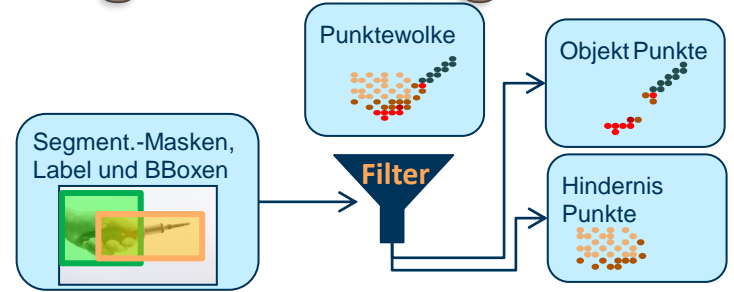 Punktewolke
Objekt Punkte
Segment.-Masken,
Label und BBoxen
Filter
Hindernis
Punkte